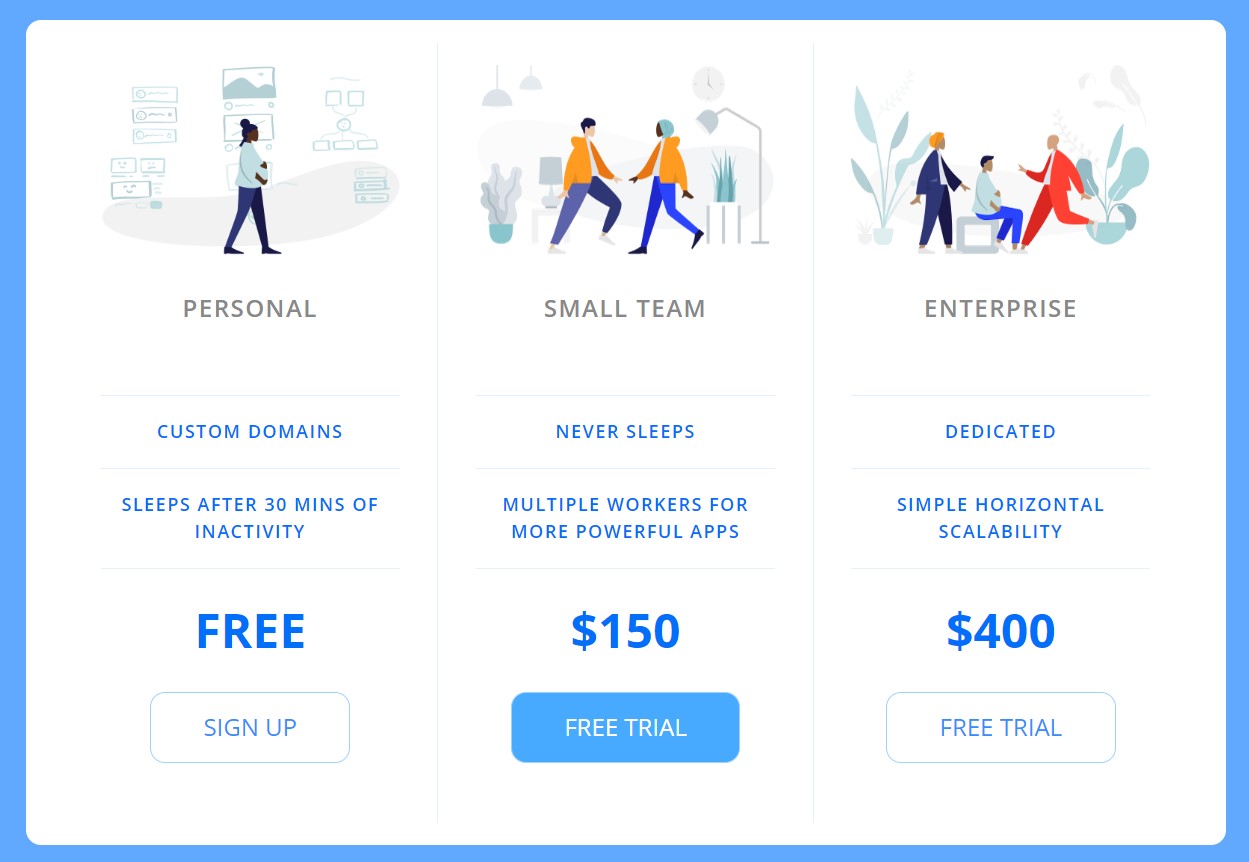 PERSONAL
CUSTOM DOMAINS
SLEEPS AFTER 30 MINS OF
INACTIVITY
FREE
SIGN UP
SMALL TEAM
NEVER SLEEPS
MULTIPLE WORKERS FOR
MORE POWERFUL APPS
$150
FREE TRIAL
ENTERPRISE
DEDICATED
SIMPLE HORIZONTAL
SCALABILITY
$400
FREE TRIAL